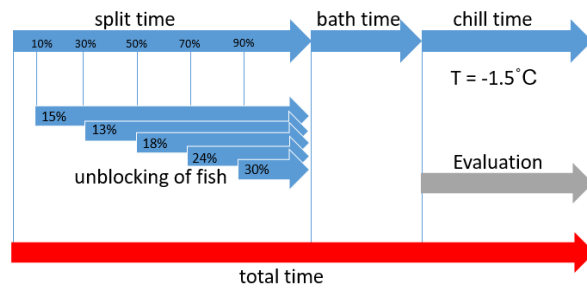 split time
bath time
chill time
10%
30%
50%
70%
90%
T = -1.5°C
15%
13%
18%
24%
30%
unblocking of fish
Evaluation
total time